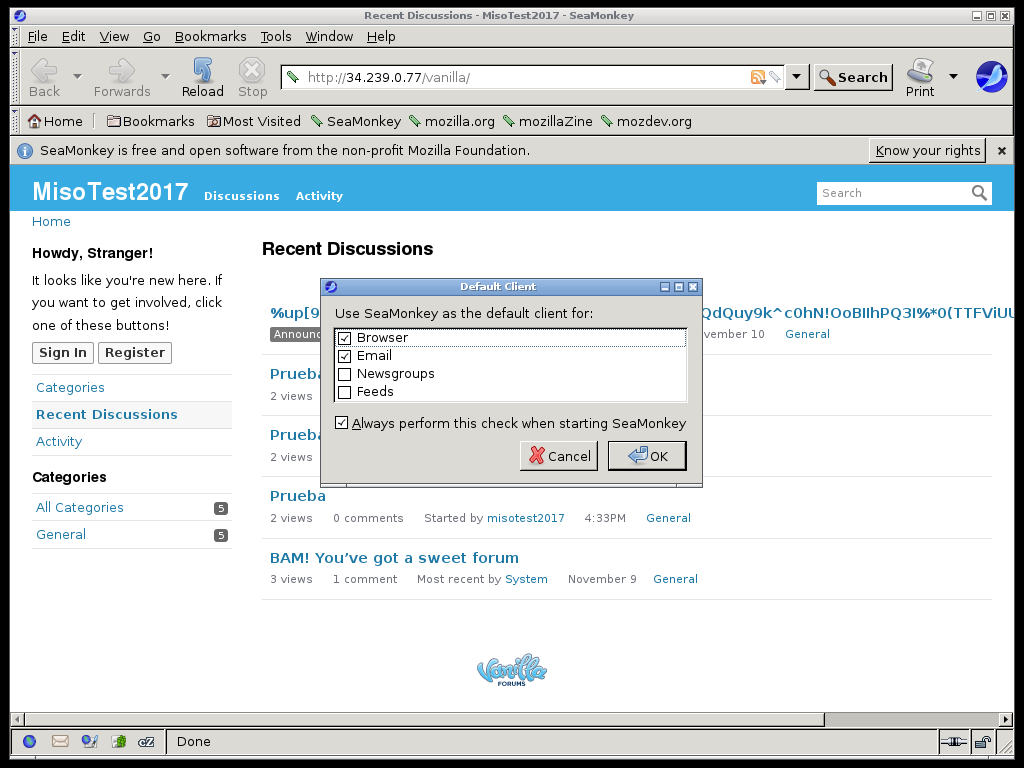 Recent Discussions - MisoTest2017 - SeaMonkey
File Edit View Go Bookmarks Tools Window Help
http://34.239.0.77/vanilla/
Search
Back Forwards Reload Stop Print
Home Bookmarks Most Visited SeaMonkey mozilla.org mozillaZine mozdev.org
SeaMonkey is free and open software from the non-profit Mozilla Foundation. Know your rights
MisoTest2017 Discussions Activity Search
Home
Howdy, Stranger!
It looks like you're new here. If
you want to get involved, click
one of these buttons!
Sign In Register
Categories
Recent Discussions
Activity
Categories
All Categories 5
General 5
Recent Discussions
%up[9 QdQuy9k^c0hN!OoBIIhPQ3I%*0(TTFViUU
Announ vember 10 General
Prueba
2 views
Prueba
2 views
Prueba
2 views 0 comments Started by misotest2017 4:33PM General
BAM! You’ve got a sweet forum
3 views 1 comment Most recent by System November 9 General
Default Client
Use SeaMonkey as the default client for:
Browser
Email
Newsgroups
Feeds
Always perform this check when starting SeaMonkey
Cancel OK
Vanilla
FORUMS
cZ Done